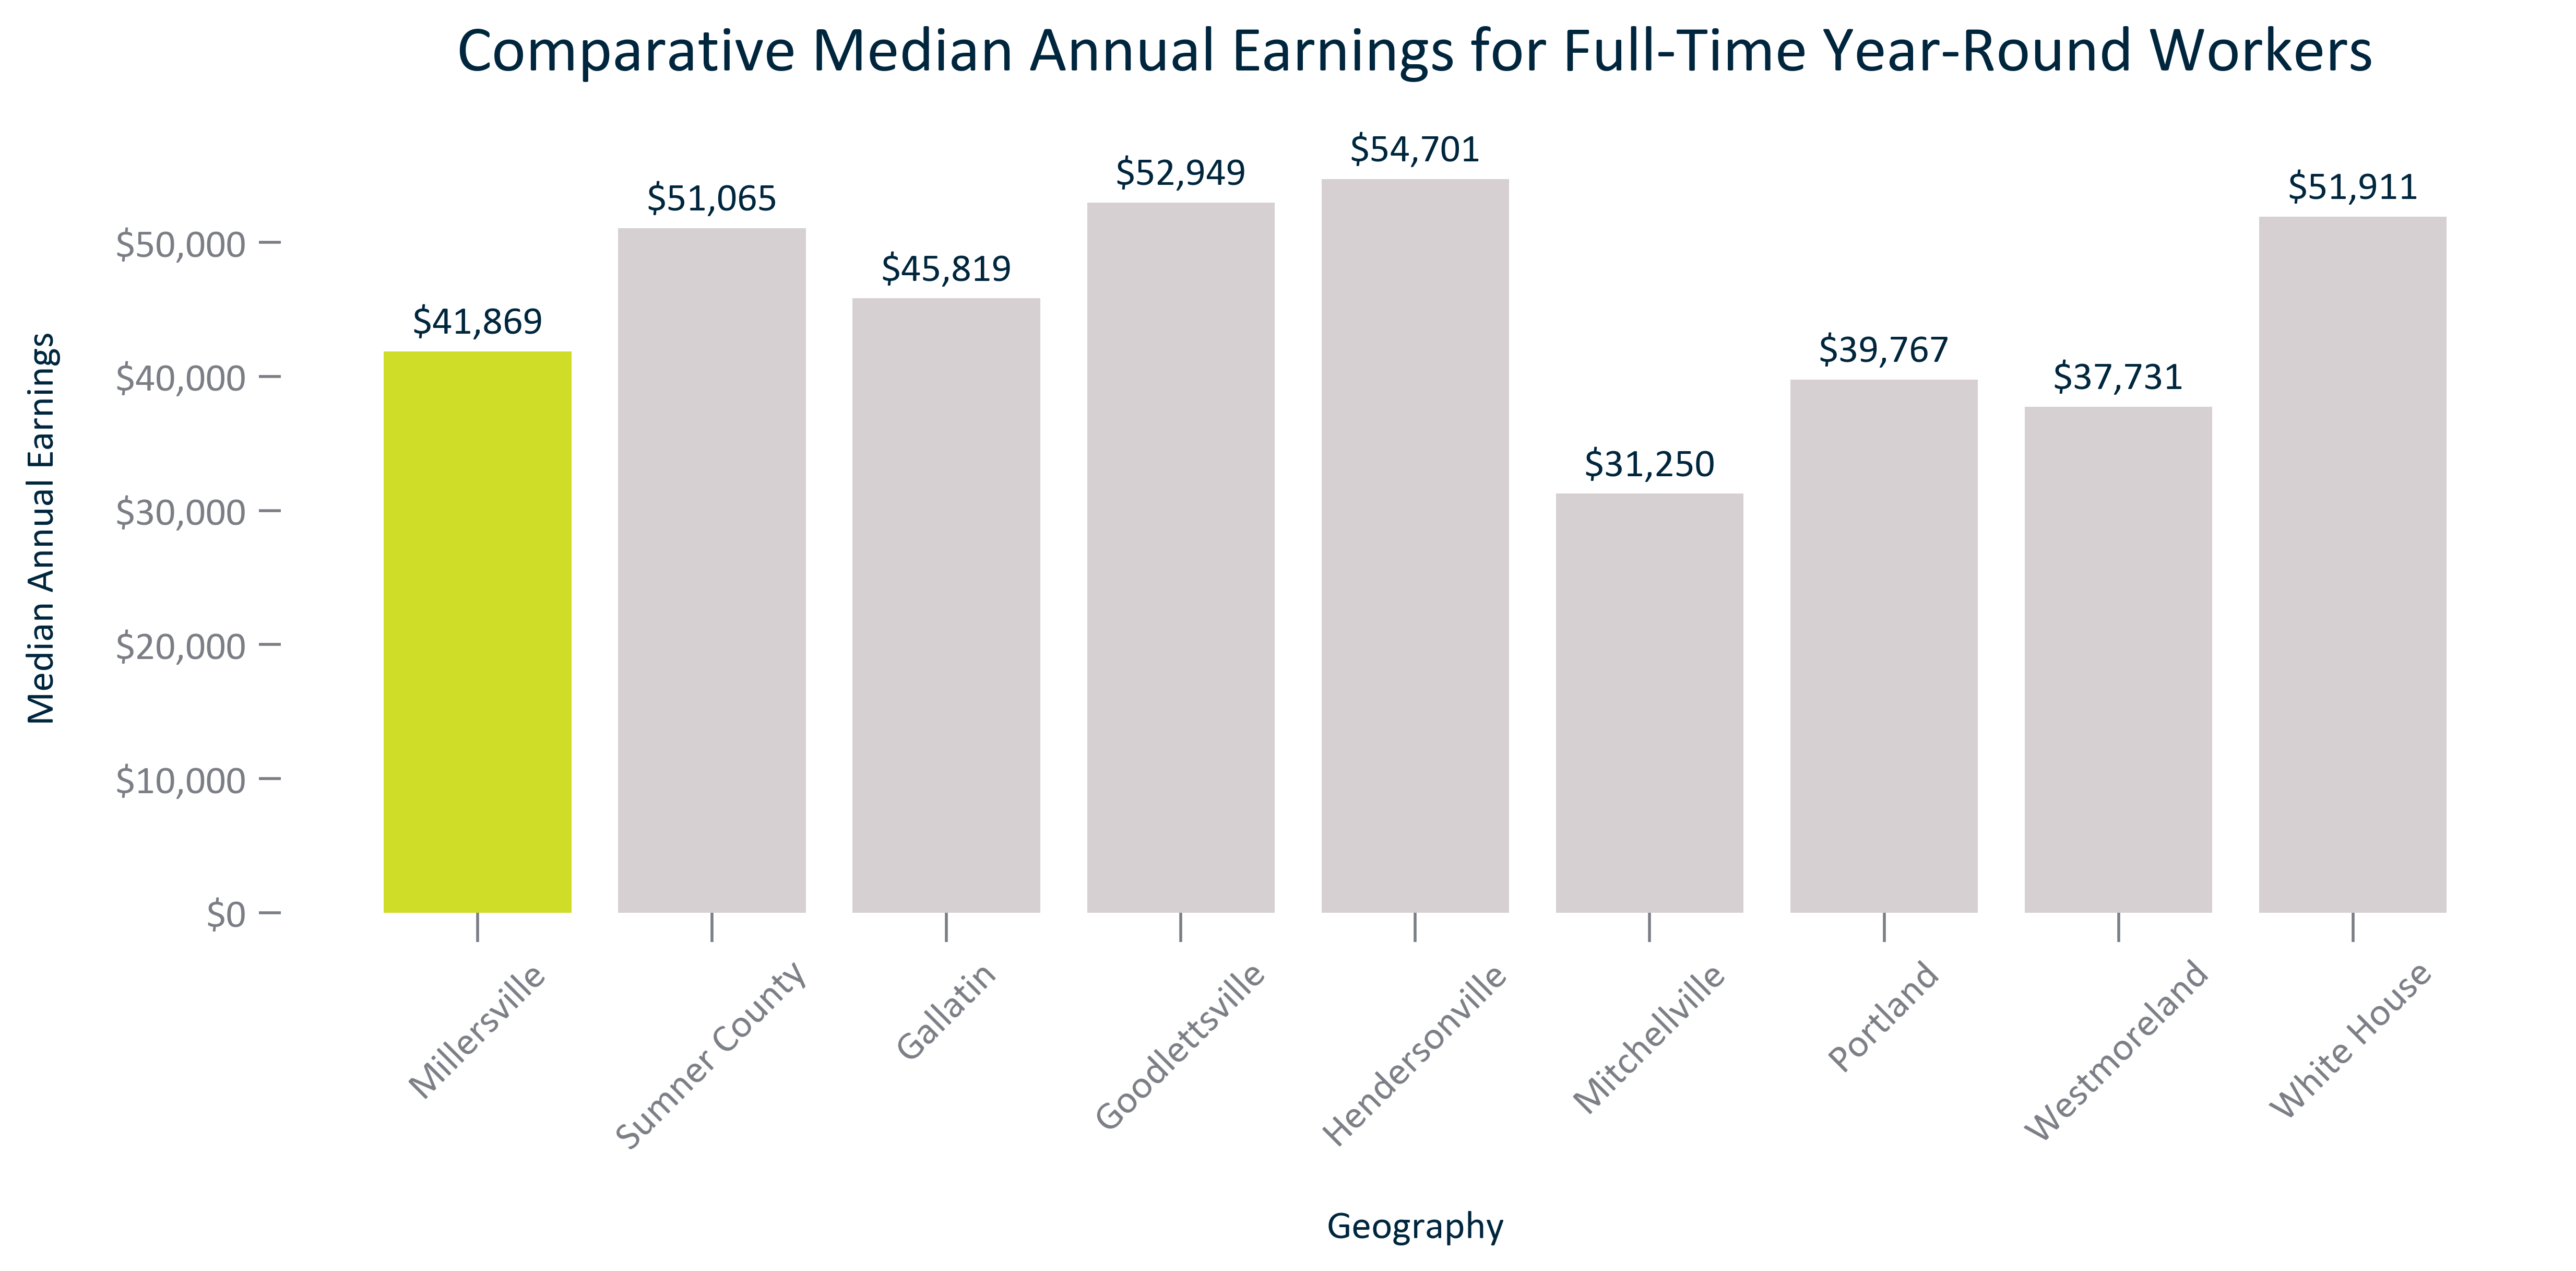 Comparative Median Annual Earnings for Full-Time Year-Round Workers
Median Annual Earnings
$50,000
$40,000
$30,000
$20,000
$10,000
$0
$41,869
$51,065
$45,819
$52,949
$54,701
$31,250
$39,767
$37,731
$51,911
Millersville
Sumner County
Gallatin
Goodlettsville
Hendersonville
Mitchellville
Portland
Westmoreland
White House
Geography